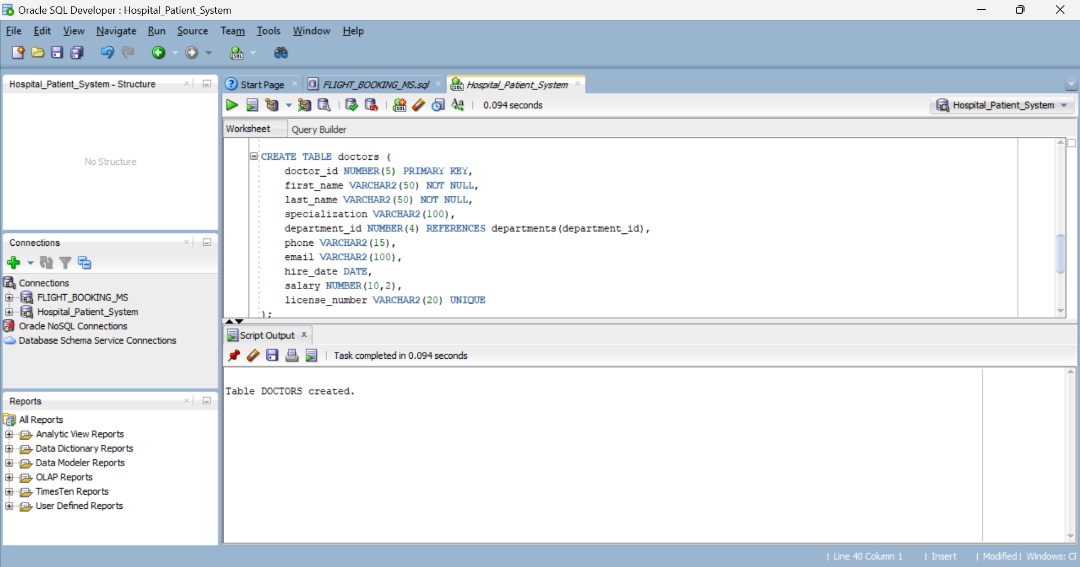 Oracle SQL Developer : Hospital_Patient_System
File Edit View Navigate Run Source Team Tools Window Help
Hospital_Patient_System - Structure
No Structure
Connections
Connections
FLIGHT_BOOKING_MS
Hospital_Patient_System
Oracle NoSQL Connections
Database Schema Service Connections
Reports
All Reports
Analytic View Reports
Data Dictionary Reports
Data Modeler Reports
OLAP Reports
TimesTen Reports
User Defined Reports
Start Page FLIGHT_BOOKING_MS.sql Hospital_Patient_System
0.094 seconds Hospital_Patient_System
Worksheet Query Builder
CREATE TABLE doctors (
doctor_id NUMBER(5) PRIMARY KEY,
first_name VARCHAR2(50) NOT NULL,
last_name VARCHAR2(50) NOT NULL,
specialization VARCHAR2(100),
department_id NUMBER(4) REFERENCES departments(department_id),
phone VARCHAR2(15),
email VARCHAR2(100),
hire_date DATE,
salary NUMBER(10,2),
license_number VARCHAR2(20) UNIQUE
);
Script Output
Task completed in 0.094 seconds
Table DOCTORS created.
Line 40 Column 1 | Insert | Modified | Windows: Cl